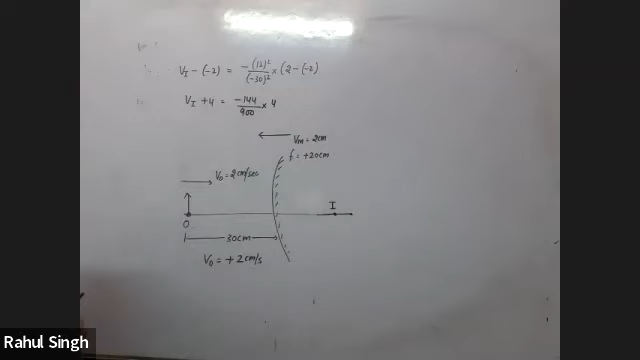 V_I - (-2) = -(12)²/(-30)² × (2 - (-2)
V_I + 4 = -144/900 × 4
V_m = 2cm
f = +20cm
V_o = 2cm/sec
I
O
30cm
V_o = +2cm/s
Rahul Singh